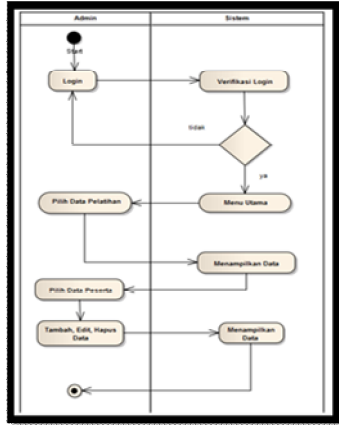 Admin
Sistem
Start
Login
Verifikasi Login
tidak
ya
Pilih Data Pelatihan
Menu Utama
Menampilkan Data
Pilih Data Peserta
Tambah, Edit, Hapus
Data
Menampilkan
Data